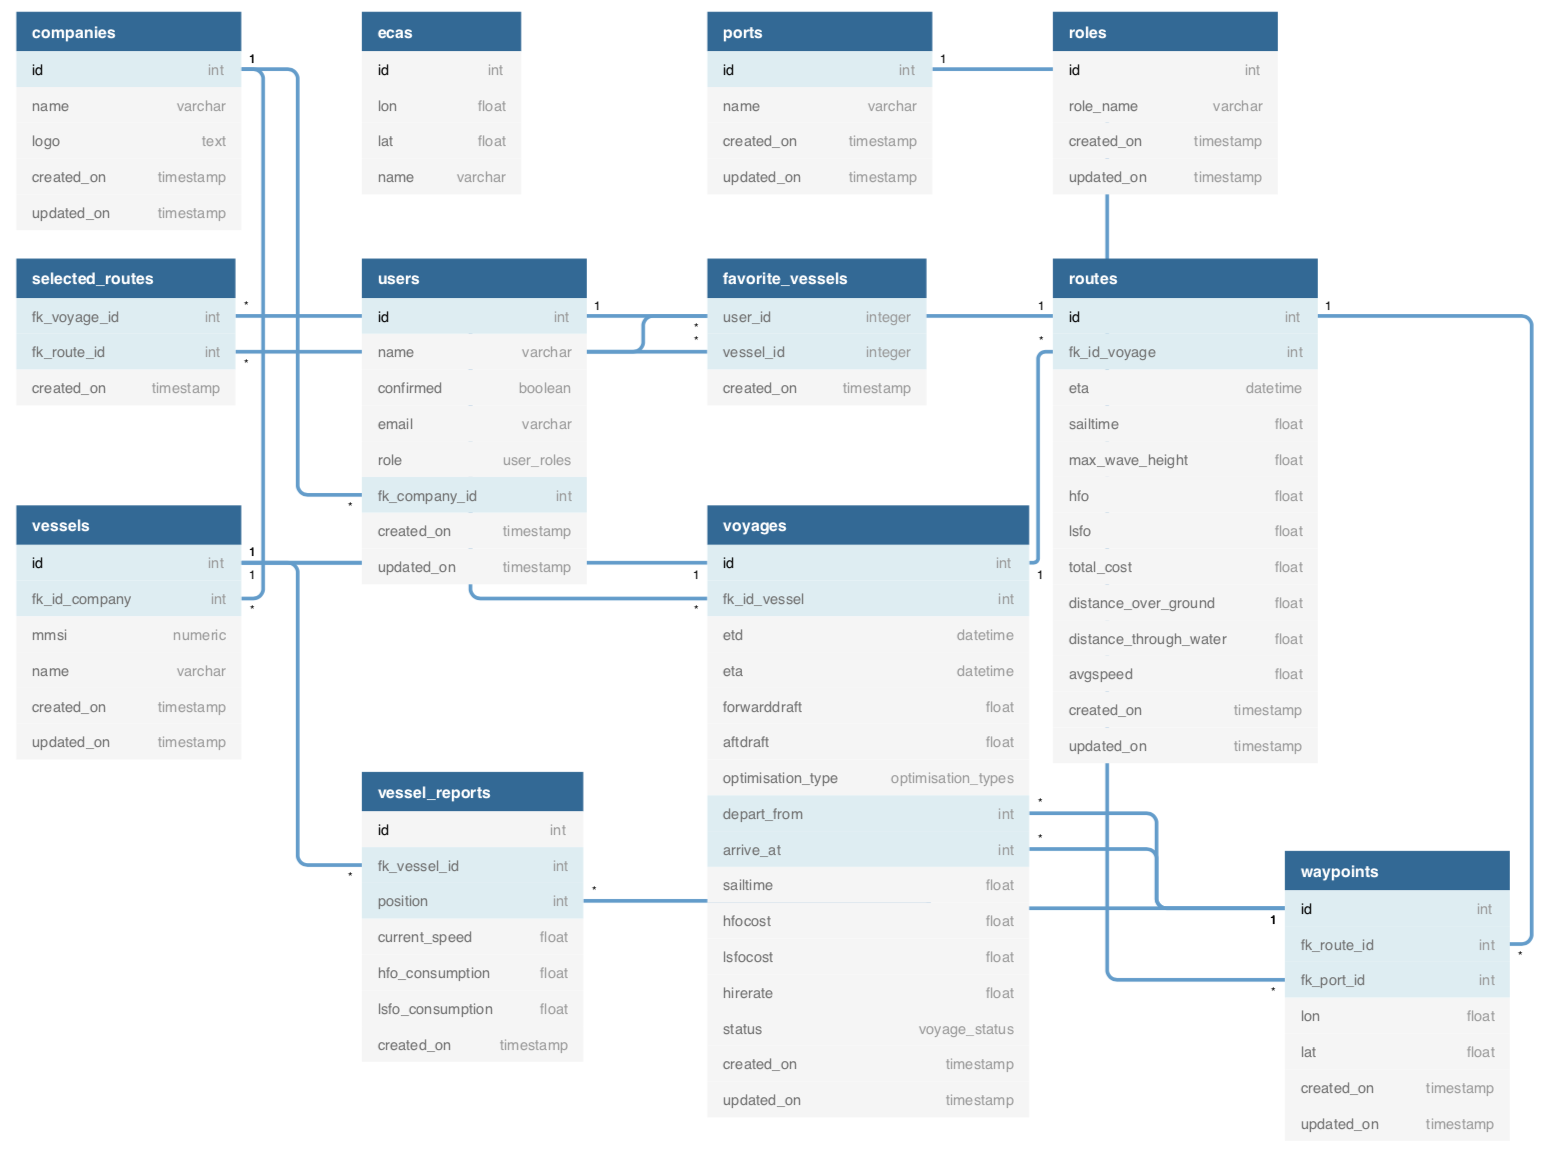 companies
id int
name varchar
logo text
created_on timestamp
updated_on timestamp
1
ecas
id int
lon float
lat float
name varchar
ports
id int
name varchar
created_on timestamp
updated_on timestamp
1
roles
id int
role_name varchar
created_on timestamp
updated_on timestamp
selected_routes
fk_voyage_id int
fk_route_id int
created_on timestamp
*
*
users
id int
name varchar
confirmed boolean
email varchar
role user_roles
fk_company_id int
created_on timestamp
updated_on timestamp
1
*
favorite_vessels
user_id integer
vessel_id integer
created_on timestamp
*
*
routes
id int
fk_id_voyage int
eta datetime
sailtime float
max_wave_height float
hfo float
lsfo float
total_cost float
distance_over_ground float
distance_through_water float
avgspeed float
created_on timestamp
updated_on timestamp
1
*
1
vessels
id int
fk_id_company int
mmsi numeric
name varchar
created_on timestamp
updated_on timestamp
1
1
*
voyages
id int
fk_id_vessel int
etd datetime
eta datetime
forwarddraft float
aftdraft float
optimisation_type optimisation_types
depart_from int
arrive_at int
sailtime float
hfocost float
lsfocost float
hirerate float
status voyage_status
created_on timestamp
updated_on timestamp
1
*
1
*
*
vessel_reports
id int
fk_vessel_id int
position int
current_speed float
hfo_consumption float
lsfo_consumption float
created_on timestamp
*
*
waypoints
id int
fk_route_id int
fk_port_id int
lon float
lat float
created_on timestamp
updated_on timestamp
1
*
*